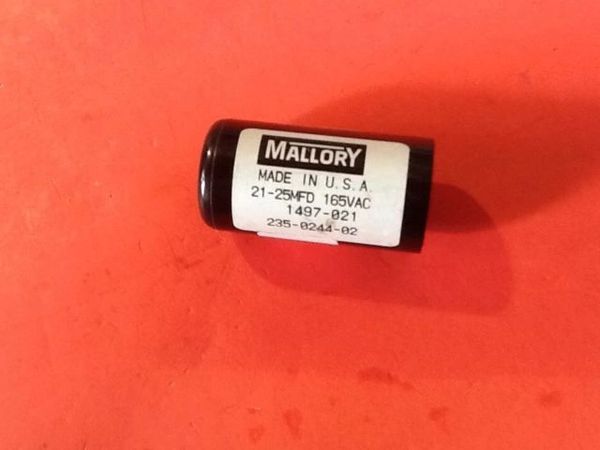 MALLORY
MADE IN U.S.A.
21-25MFD 165VAC
1497-021
235-0244-02